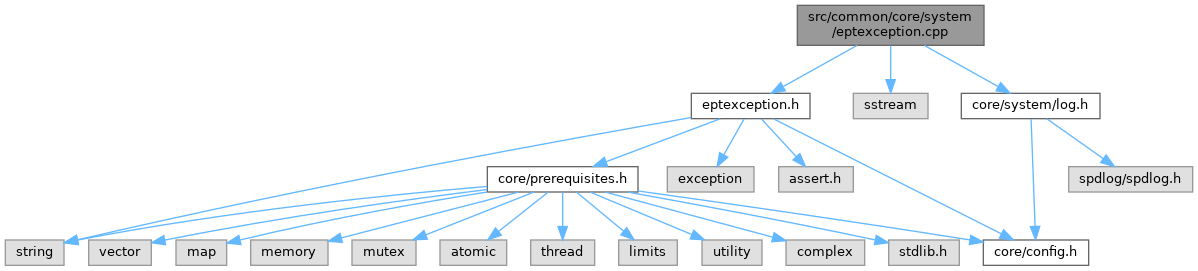 src/common/core/system
/eptexception.cpp
eptexception.h
sstream
core/system/log.h
core/prerequisites.h
exception
assert.h
spdlog/spdlog.h
string
vector
map
memory
mutex
atomic
thread
limits
utility
complex
stdlib.h
core/config.h